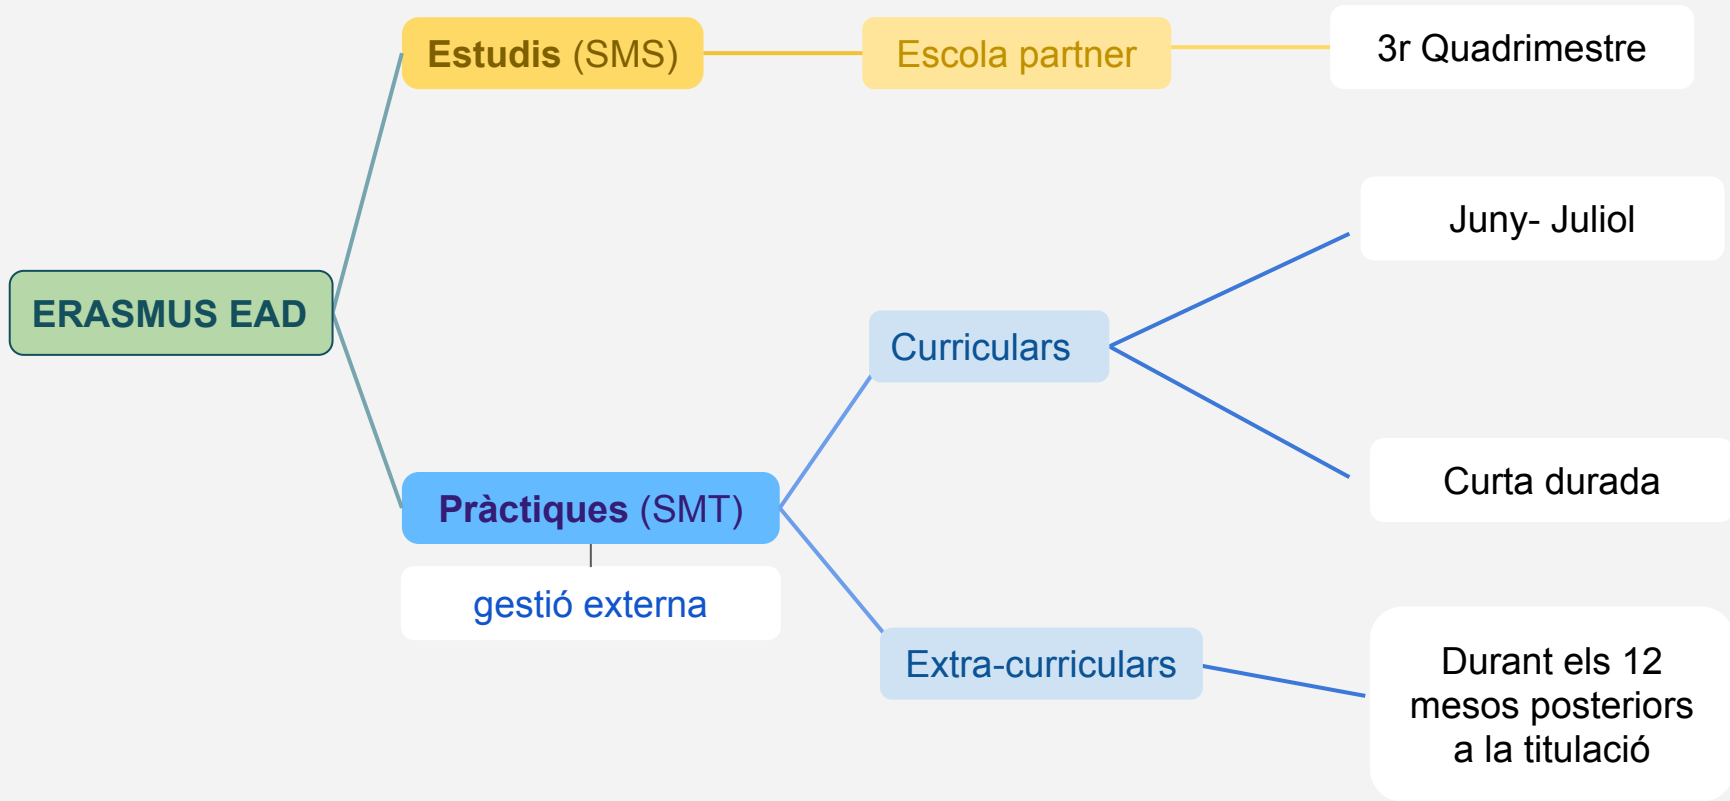 Estudis (SMS)
Escola partner
3r Quadrimestre
ERASMUS EAD
Juny- Juliol
Curriculars
Curta durada
Pràctiques (SMT)
gestió externa
Extra-curriculars
Durant els 12
mesos posteriors
a la titulació